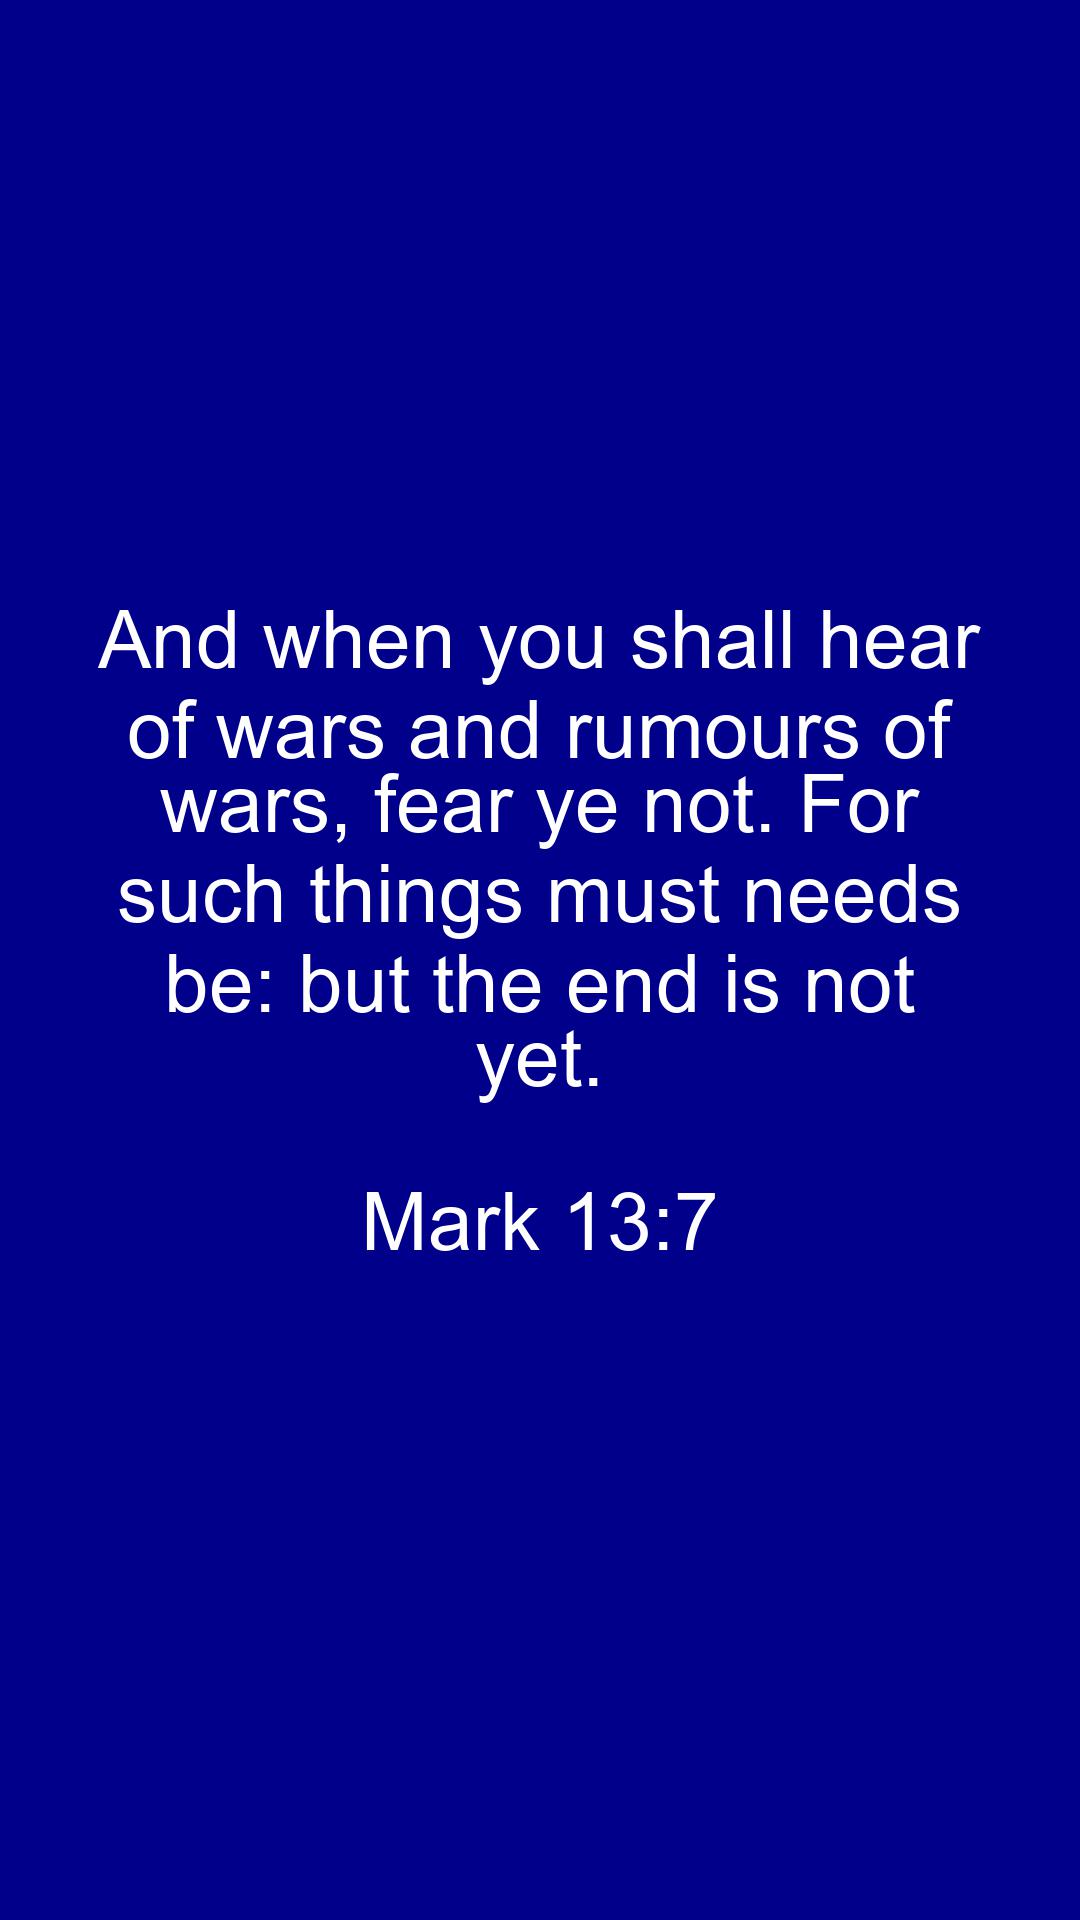 And when you shall hear
of wars and rumours of
wars, fear ye not. For
such things must needs
be: but the end is not
yet.
Mark 13:7